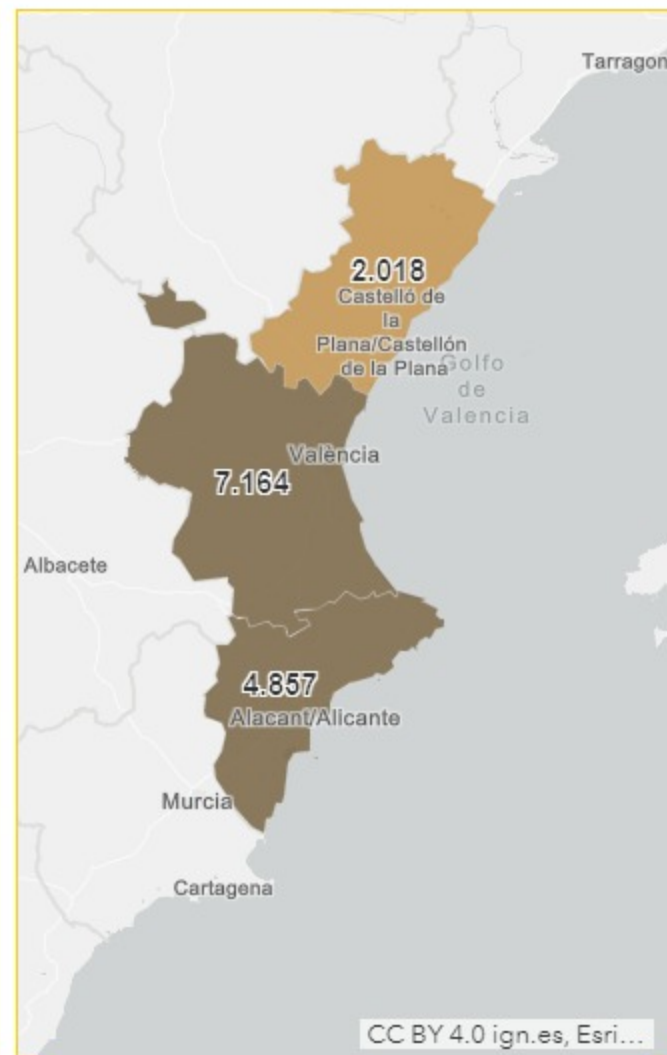 Tarragon
2.018
Castelló de
la
Plana/Castellón
de la Plana
Golfo
de
Valencia
València
7.164
Albacete
4.857
Alacant/Alicante
Murcia
Cartagena
CC BY 4.0 ign.es, Esri...